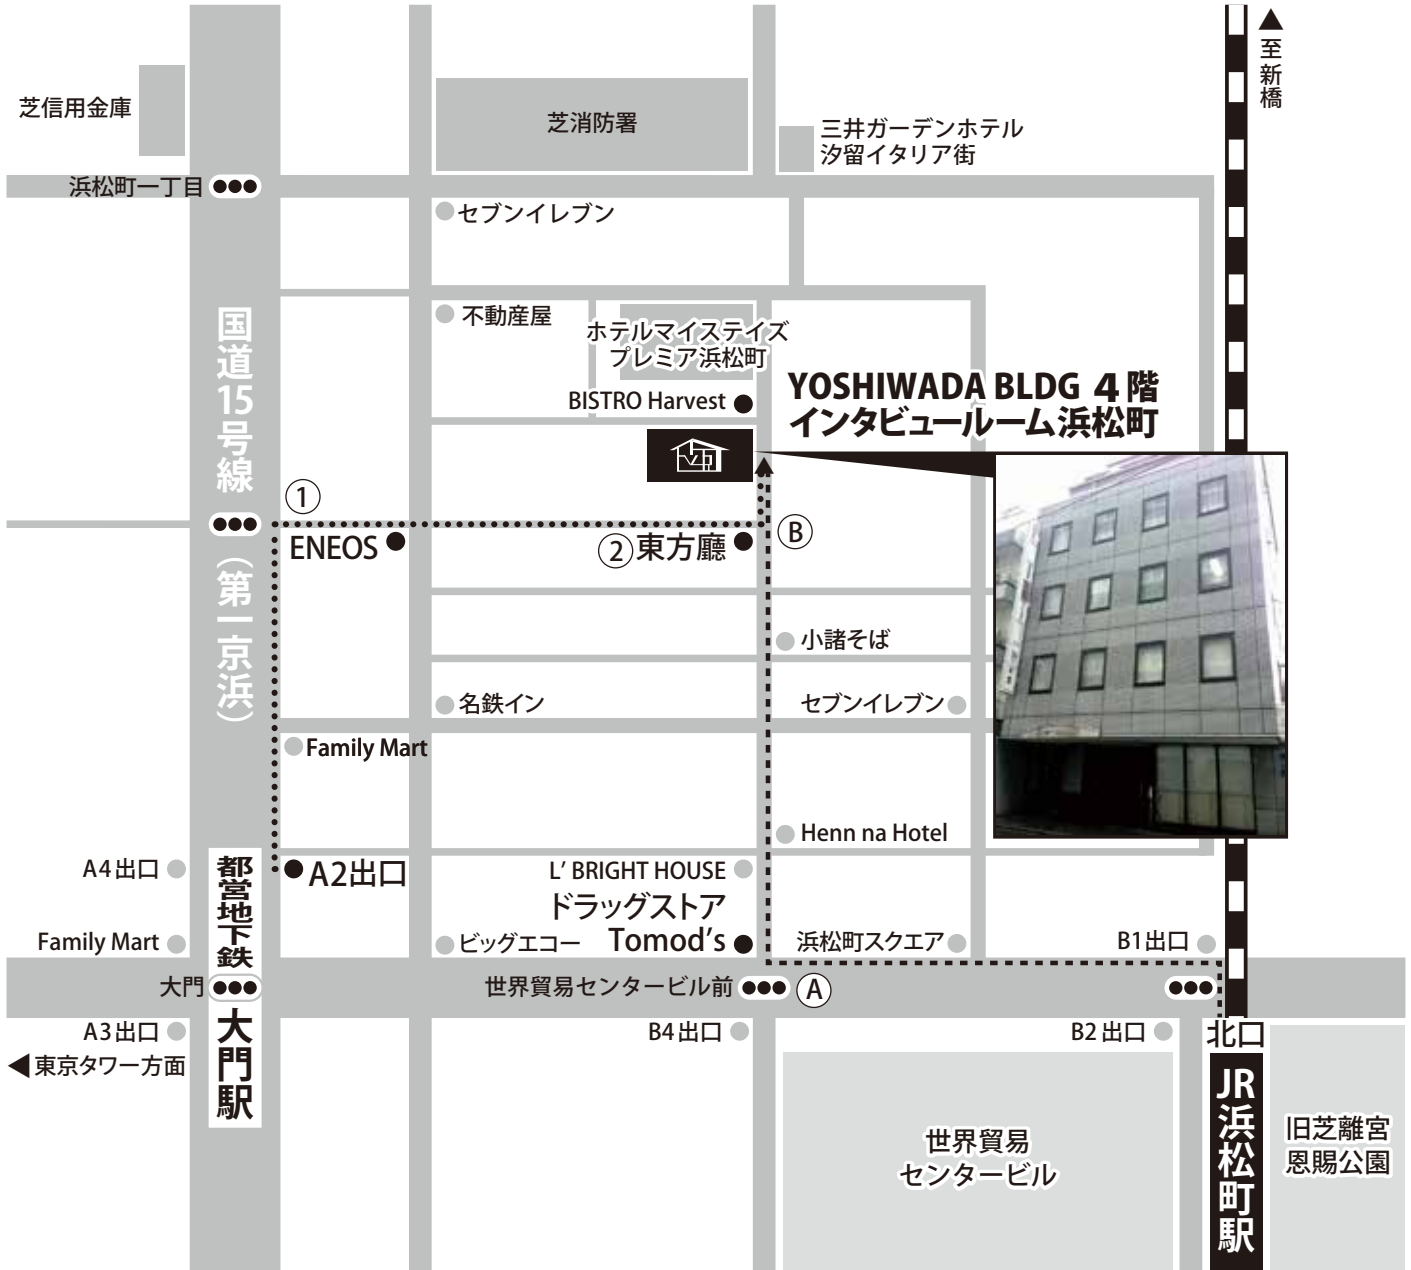 至新橋
芝信用金庫
芝消防署
三井ガーデンホテル
汐留イタリア街
浜松町一丁目
セブンイレブン
国道15号線
(第一京浜)
不動産屋
ホテルマイステイズ
プレミア浜松町
YOSHIWADA BLDG 4階
インタビュールーム浜松町
BISTRO Harvest
①
ENEOS
②東方廳
Ⓑ
小諸そば
名鉄イン
セブンイレブン
Family Mart
Henn na Hotel
A4出口
都営地下鉄
大門駅
A2出口
L' BRIGHT HOUSE
ドラッグストア
Tomod's
Family Mart
ビッグエコー
浜松町スクエア
B1出口
大門
世界貿易センタービル前
Ⓐ
A3出口
B4出口
B2出口
北口
東京タワー方面
JR浜松町駅
世界貿易
センタービル
旧芝離宮
恩賜公園